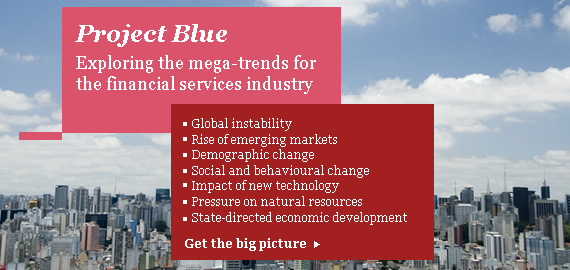 Project Blue
Exploring the mega-trends for
the financial services industry
▪ Global instability
▪ Rise of emerging markets
▪ Demographic change
▪ Social and behavioural change
▪ Impact of new technology
▪ Pressure on natural resources
▪ State-directed economic development
Get the big picture ▸